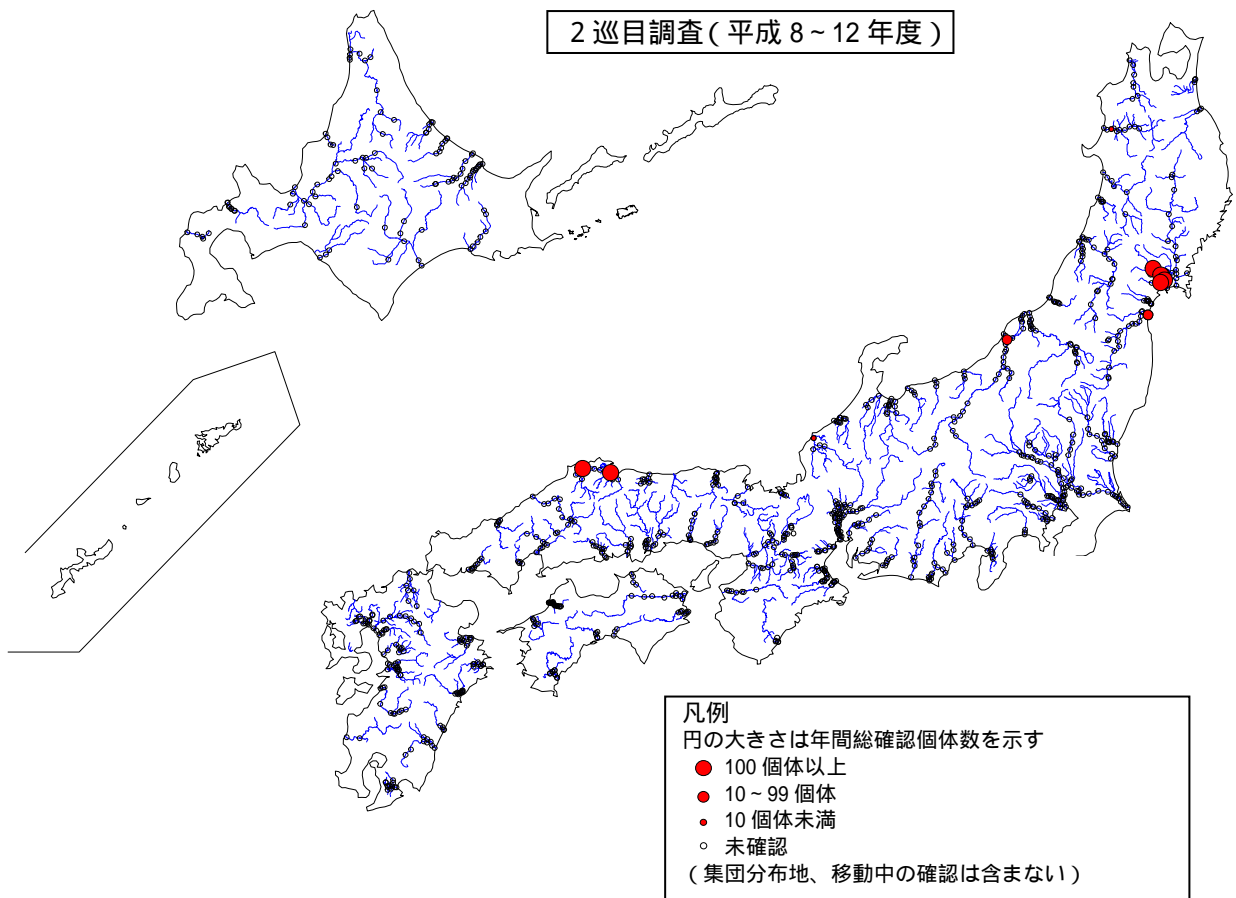 2巡目調査(平成8~12年度)
凡例
円の大きさは年間総確認個体数を示す
100個体以上
10~99個体
10個体未満
未確認
(集団分布地、移動中の確認は含まない)